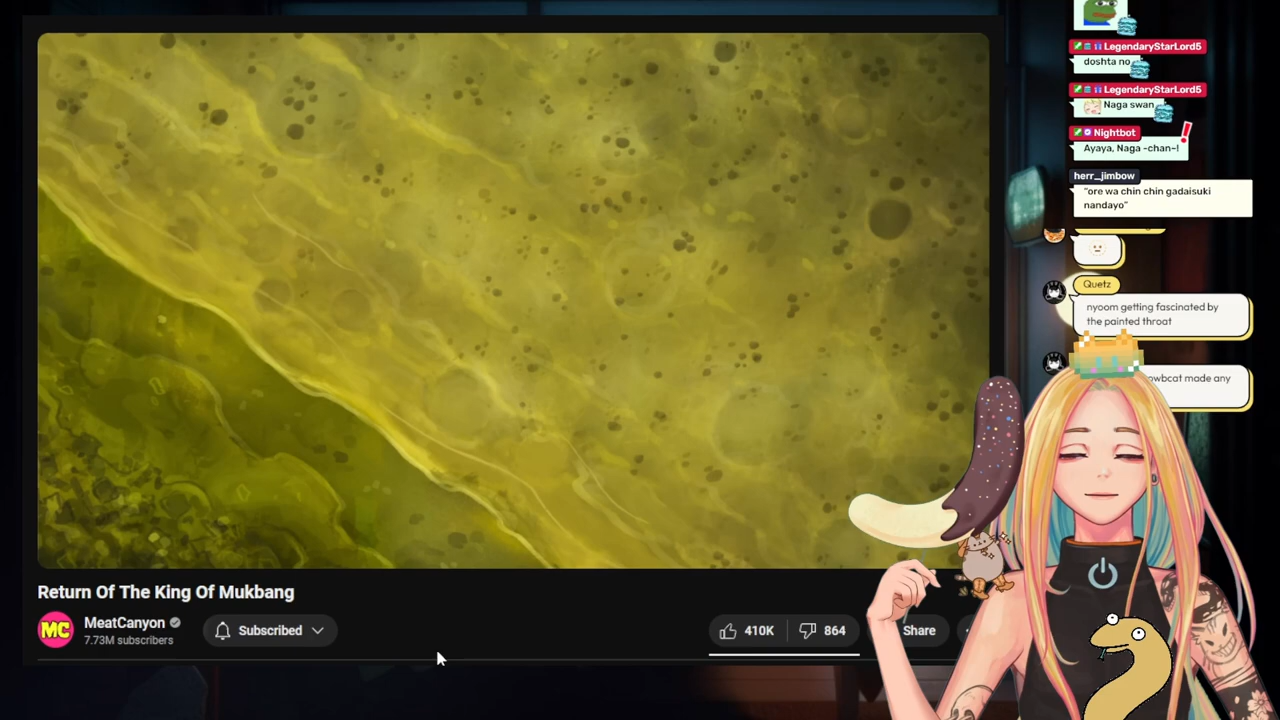 LegendaryStarLord5
doshta no
LegendaryStarLord5
Naga swan
Nightbot
Ayaya, Naga -chan~!
herr_jimbow
"ore wa chin chin gadaisuki
nandayo"
Quetz
nyoom getting fascinated by
the painted throat
made any
Return Of The King Of Mukbang
MC
MeatCanyon
7.73M subscribers
Subscribed
410K
864
Share